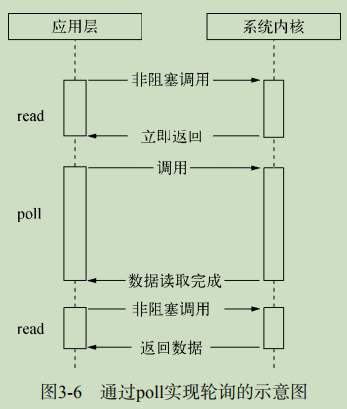 应用层 系统内核
非阻塞调用
read
立即返回
调用
poll
数据读取完成
非阻塞调用
read
返回数据
图3-6 通过poll实现轮询的示意图